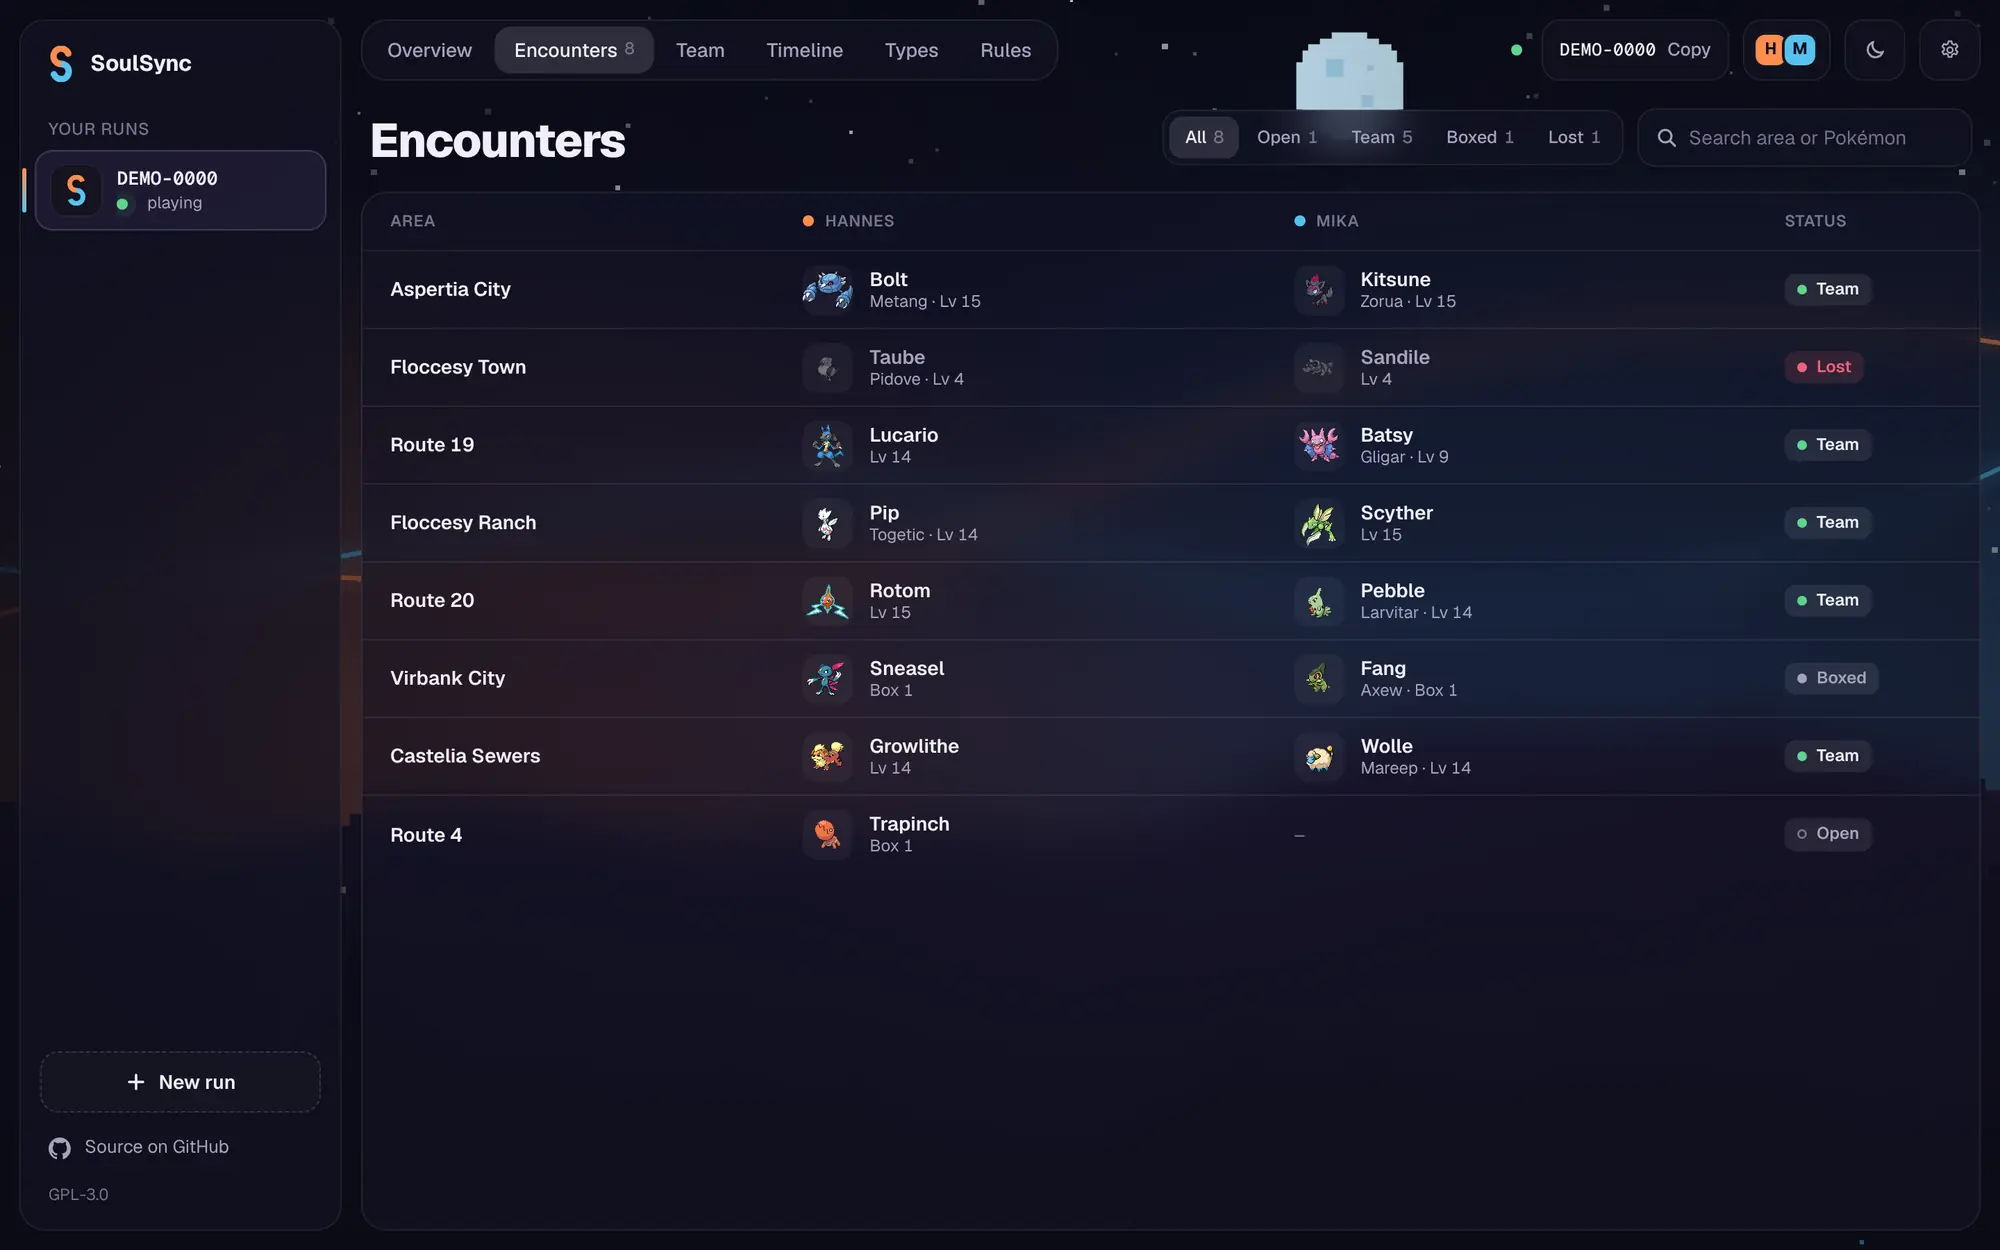 SoulSync
YOUR RUNS
DEMO-0000
playing
New run
Source on GitHub
GPL-3.0
Overview
Encounters 8
Team
Timeline
Types
Rules
DEMO-0000 Copy
H M
Encounters
All 8
Open 1
Team 5
Boxed 1
Lost 1
Search area or Pokémon
AREA HANNES MIKA STATUS
Aspertia City
Bolt
Metang · Lv 15
Kitsune
Zorua · Lv 15
Team
Floccesy Town
Taube
Pidove · Lv 4
Sandile
Lv 4
Lost
Route 19
Lucario
Lv 14
Batsy
Gligar · Lv 9
Team
Floccesy Ranch
Pip
Togetic · Lv 14
Scyther
Lv 15
Team
Route 20
Rotom
Lv 15
Pebble
Larvitar · Lv 14
Team
Virbank City
Sneasel
Box 1
Fang
Axew · Box 1
Boxed
Castelia Sewers
Growlithe
Lv 14
Wolle
Mareep · Lv 14
Team
Route 4
Trapinch
Box 1
–
Open